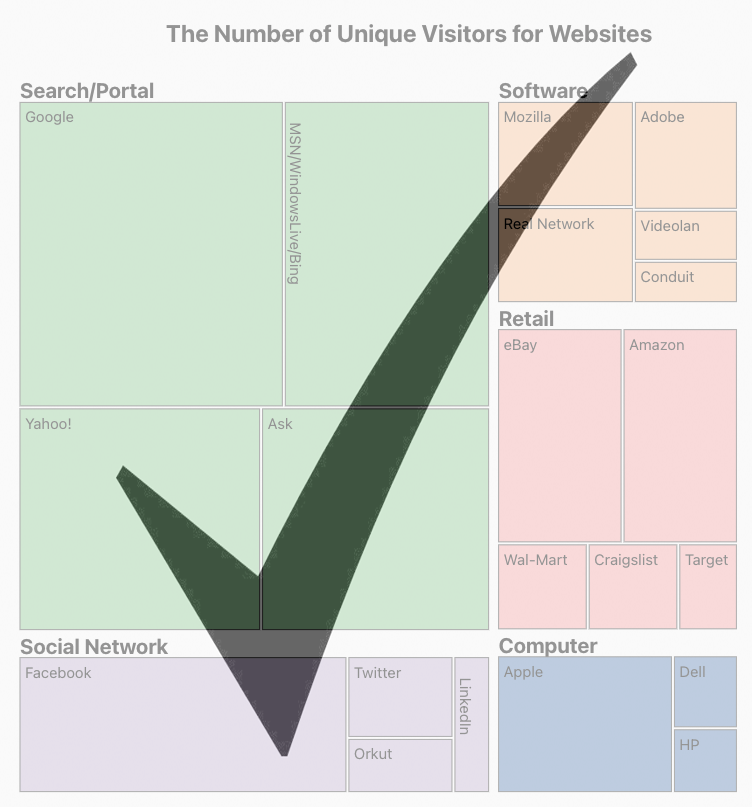 The Number of Unique Visitors for Websites
Search/Portal
Google
MSN/WindowsLive/Bing
Yahoo!
Ask
Software
Mozilla
Adobe
Real Network
Videolan
Conduit
Retail
eBay
Amazon
Wal-Mart
Craigslist
Target
Social Network
Facebook
Twitter
Orkut
LinkedIn
Computer
Apple
Dell
HP